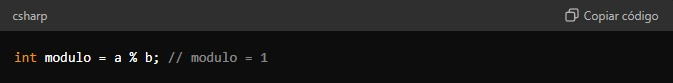 csharp
Copiar código
int modulo = a % b; // modulo = 1